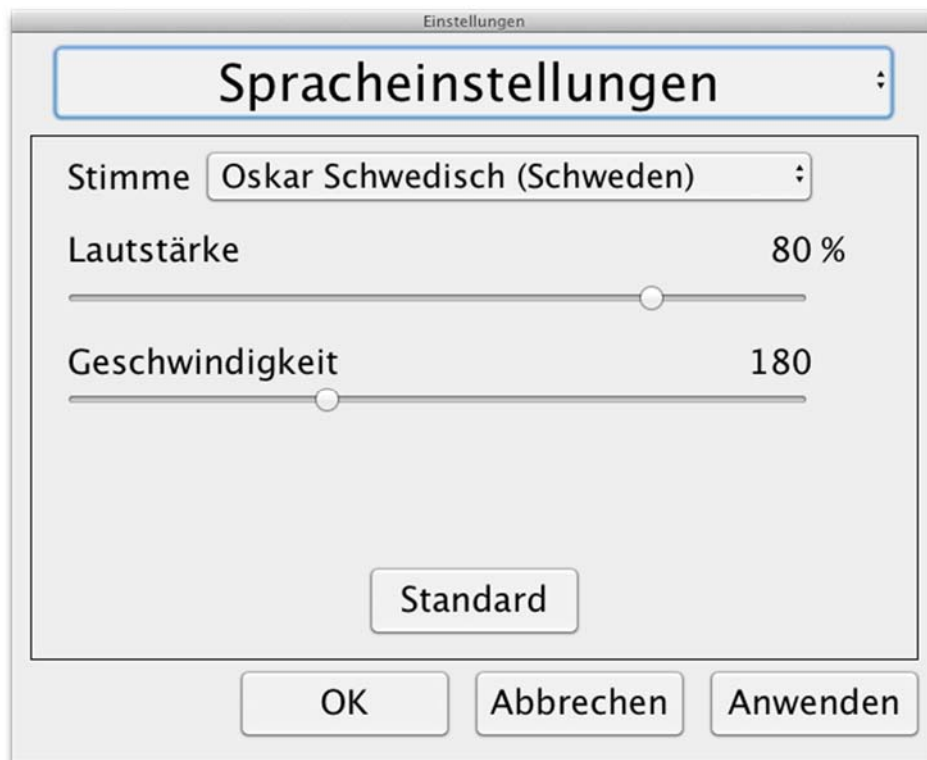 Einstellungen
Spracheinstellungen
Stimme Oskar Schwedisch (Schweden)
Lautstärke 80 %
Geschwindigkeit 180
Standard
OK Abbrechen Anwenden